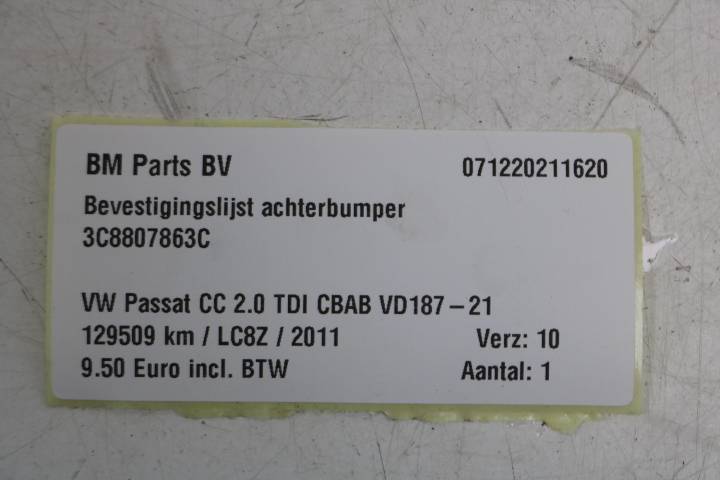 BM Parts BV 071220211620
Bevestigingslijst achterbumper
3C8807863C
VW Passat CC 2.0 TDI CBAB VD187-21
129509 km / LC8Z / 2011 Verz: 10
9.50 Euro incl. BTW Aantal: 1